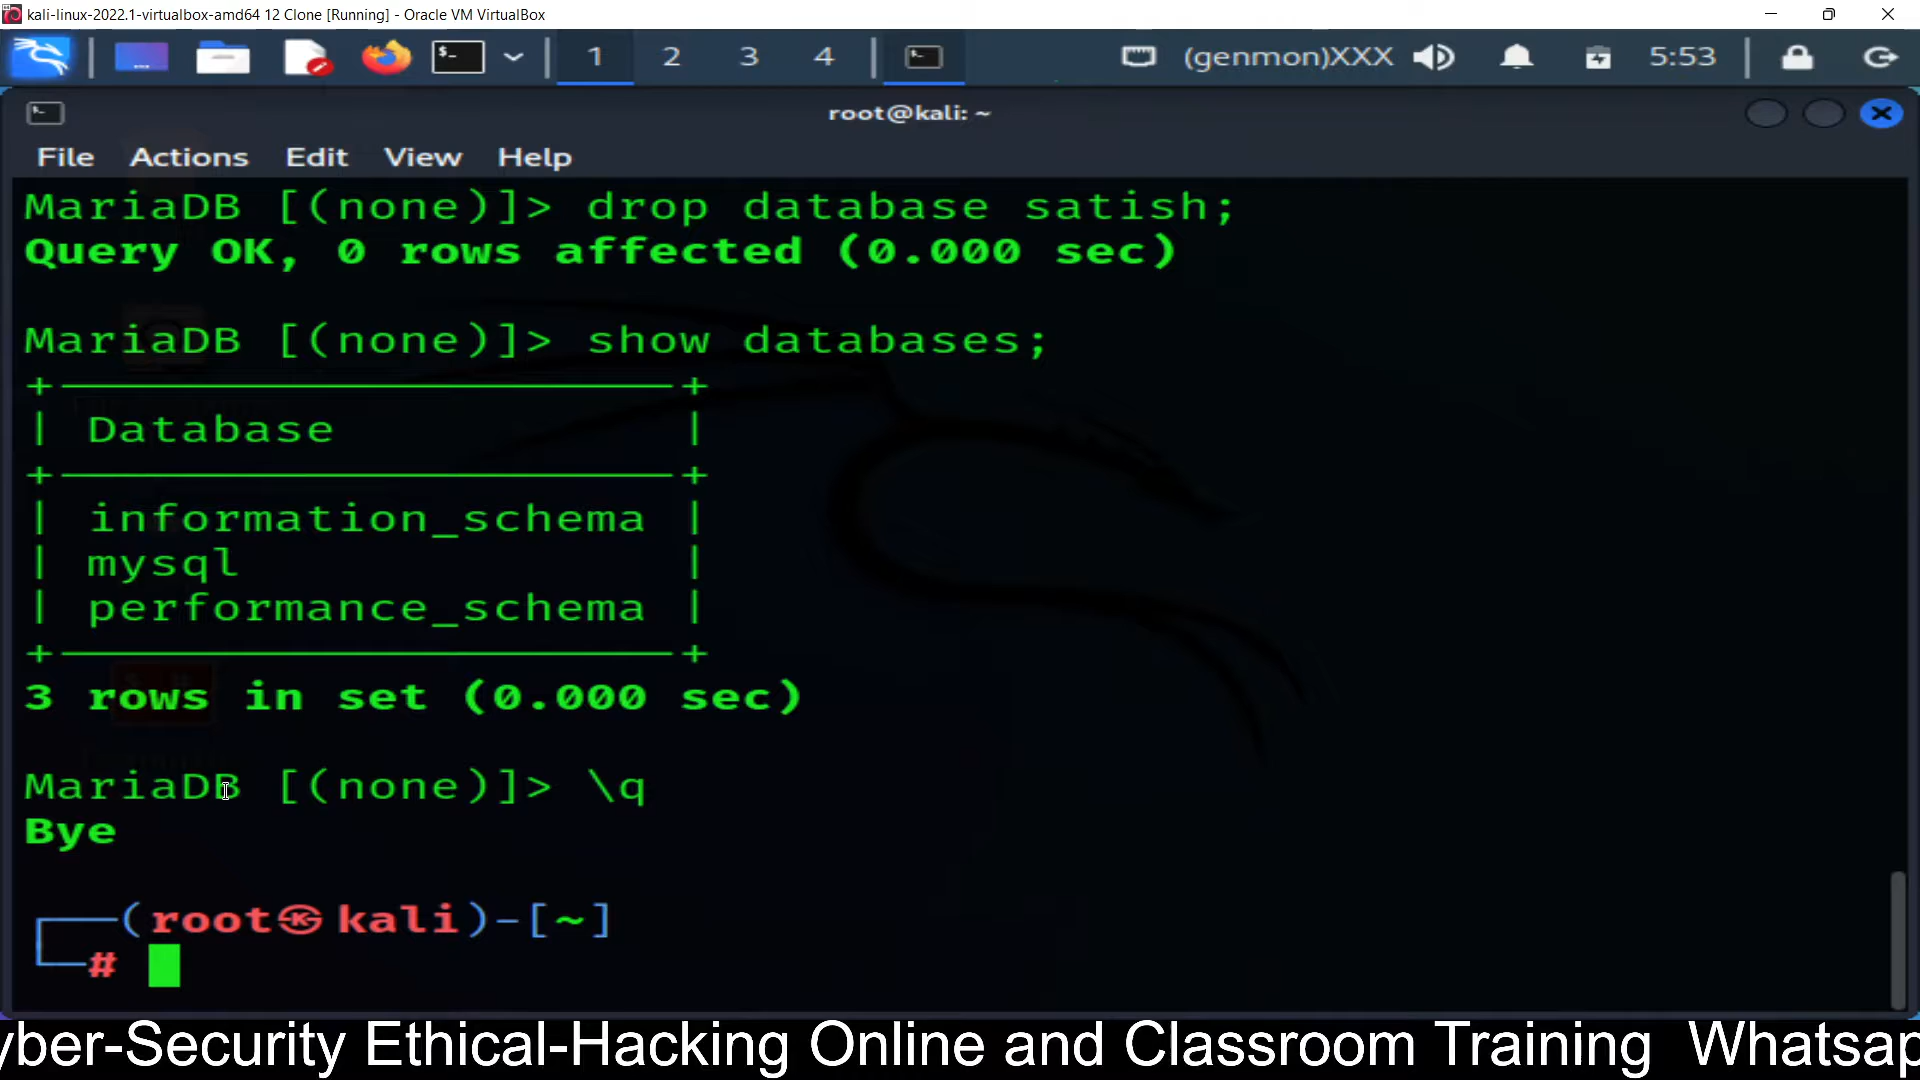 kali-linux-2022.1-virtualbox-amd64 12 Clone [Running] - Oracle VM VirtualBox
1 2 3 4 (genmon)XXX 5:53
root@kali: ~
File Actions Edit View Help
MariaDB [(none)]> drop database satish;
Query OK, 0 rows affected (0.000 sec)
MariaDB [(none)]> show databases;
+--------------------+
| Database           |
+--------------------+
| information_schema |
| mysql              |
| performance_schema |
+--------------------+
3 rows in set (0.000 sec)
MariaDB [(none)]> \q
Bye
┌──(root㉿kali)-[~]
└─#
yber-Security Ethical-Hacking Online and Classroom Training Whatsap